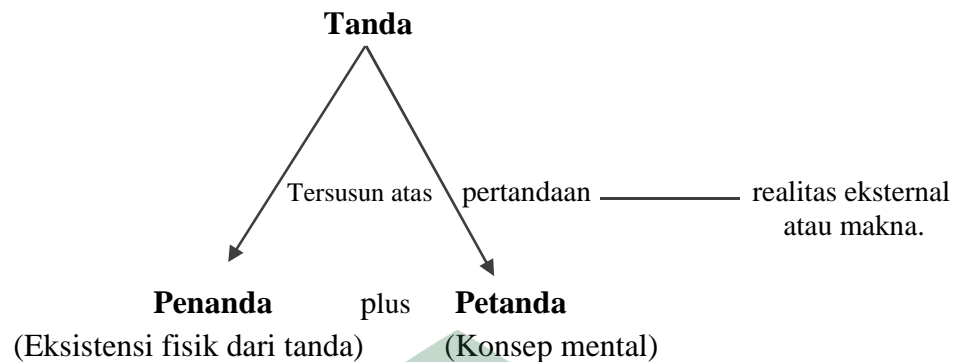 Tanda
Tersusun atas pertandaan realitas eksternal
atau makna.
Penanda plus Petanda
(Eksistensi fisik dari tanda) (Konsep mental)